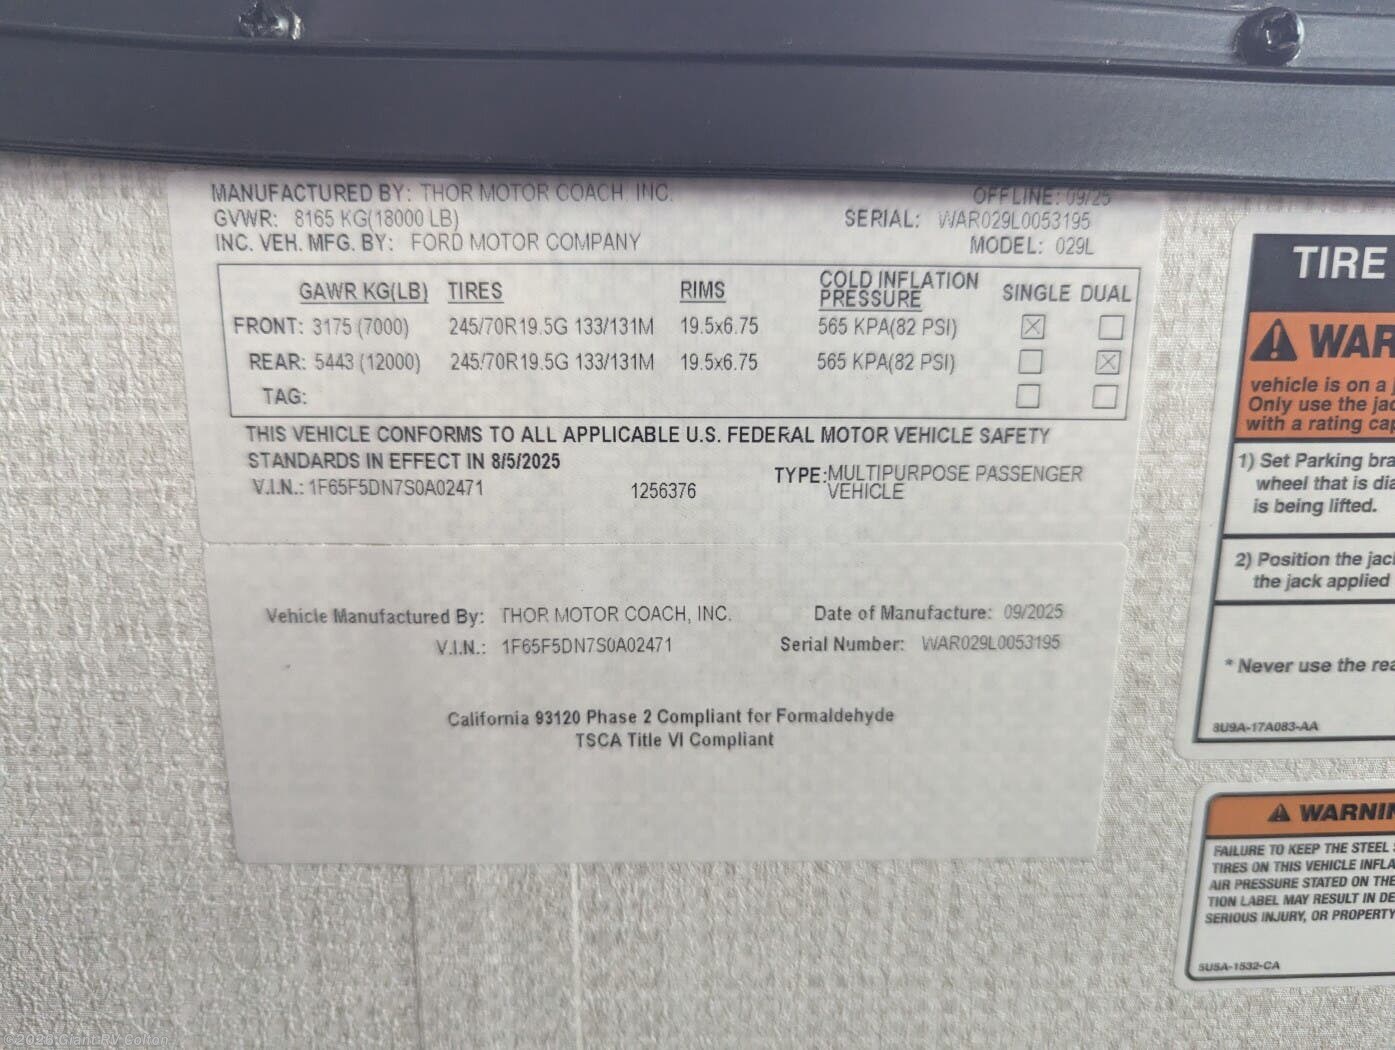 MANUFACTURED BY: THOR MOTOR COACH, INC.
OFFLINE: 09/25
GVWR: 8165 KG(18000 LB)
SERIAL: WAR029L0053195
INC. VEH. MFG. BY: FORD MOTOR COMPANY
MODEL: 029L
GAWR KG(LB) TIRES RIMS COLD INFLATION PRESSURE SINGLE DUAL
FRONT: 3175 (7000) 245/70R19.5G 133/131M 19.5x6.75 565 KPA(82 PSI) ☒ ☐
REAR: 5443 (12000) 245/70R19.5G 133/131M 19.5x6.75 565 KPA(82 PSI) ☐ ☒
TAG: ☐ ☐
THIS VEHICLE CONFORMS TO ALL APPLICABLE U.S. FEDERAL MOTOR VEHICLE SAFETY
STANDARDS IN EFFECT IN 8/5/2025
V.I.N.: 1F65F5DN7S0A02471
1256376
TYPE: MULTIPURPOSE PASSENGER
VEHICLE
Vehicle Manufactured By: THOR MOTOR COACH, INC.
Date of Manufacture: 09/2025
V.I.N.: 1F65F5DN7S0A02471
Serial Number: WAR029L0053195
California 93120 Phase 2 Compliant for Formaldehyde
TSCA Title VI Compliant
TIRE
WAR
vehicle is on a j
Only use the jac
with a rating cap
1) Set Parking bra
wheel that is dia
is being lifted.
2) Position the jack
the jack applied
* Never use the rea
8U9A-17A083-AA
WARNIN
FAILURE TO KEEP THE STEEL
TIRES ON THIS VEHICLE INFLA
AIR PRESSURE STATED ON THE
TION LABEL MAY RESULT IN DE
SERIOUS INJURY, OR PROPERTY
5U5A-1532-CA
©2026 Giant RV Colton